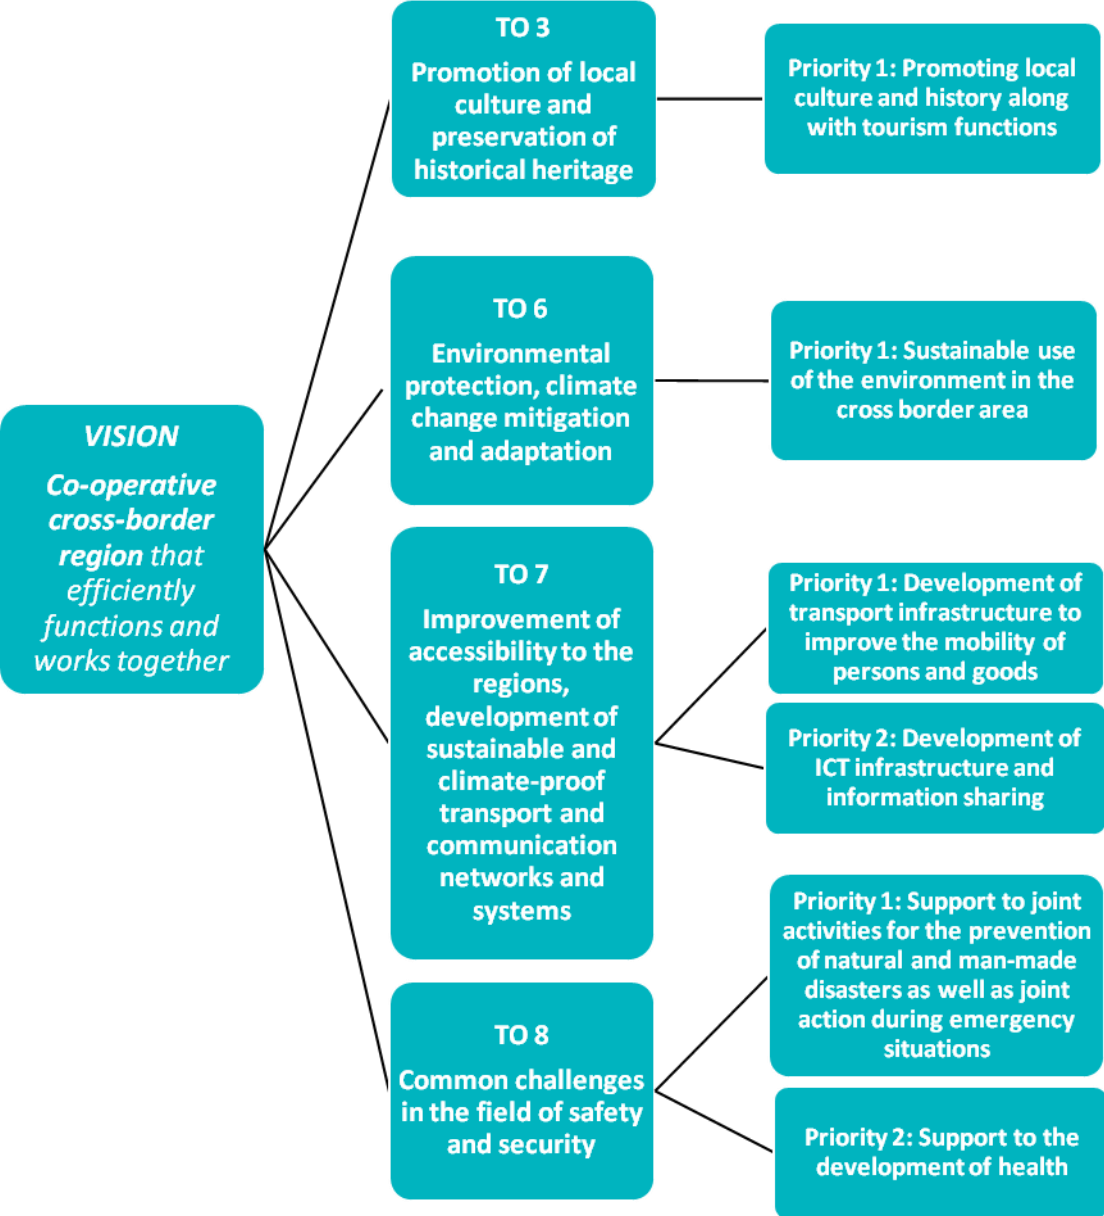 VISION
Co-operative
cross-border
region that
efficiently
functions and
works together
TO 3
Promotion of local
culture and
preservation of
historical heritage
Priority 1: Promoting local
culture and history along
with tourism functions
TO 6
Environmental
protection, climate
change mitigation
and adaptation
Priority 1: Sustainable use
of the environment in the
cross border area
TO 7
Improvement of
accessibility to the
regions,
development of
sustainable and
climate-proof
transport and
communication
networks and
systems
Priority 1: Development of
transport infrastructure to
improve the mobility of
persons and goods
Priority 2: Development of
ICT infrastructure and
information sharing
TO 8
Common challenges
in the field of safety
and security
Priority 1: Support to joint
activities for the prevention
of natural and man-made
disasters as well as joint
action during emergency
situations
Priority 2: Support to the
development of health